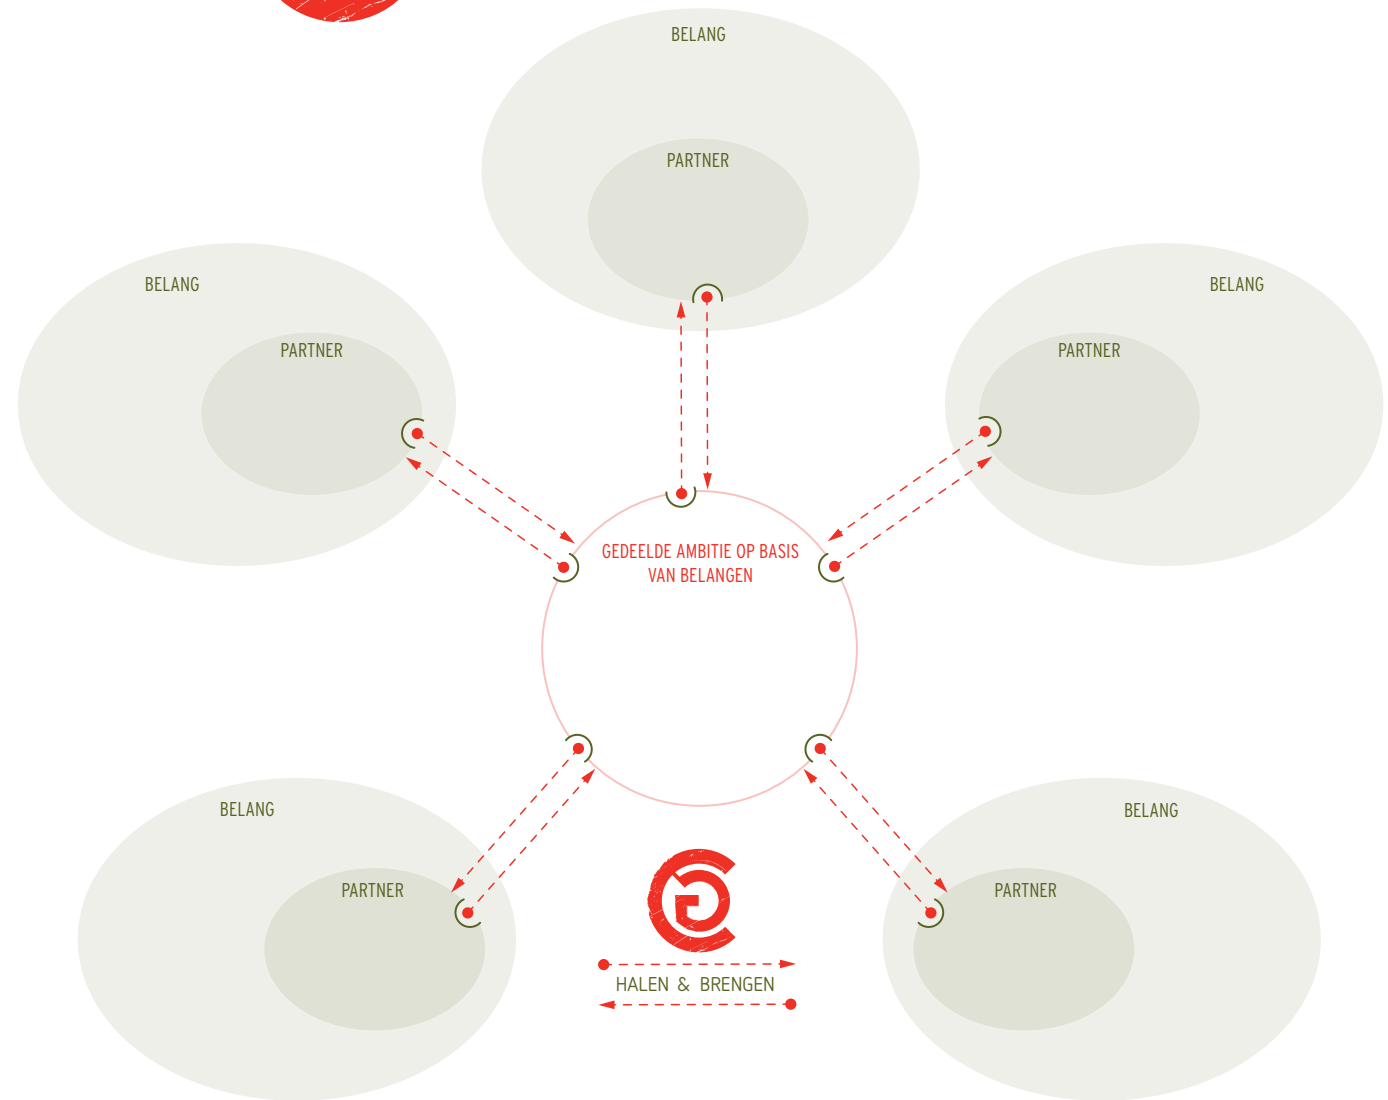 BELANG
PARTNER
BELANG
PARTNER
BELANG
PARTNER
GEDEELDE AMBITIE OP BASIS
VAN BELANGEN
BELANG
PARTNER
BELANG
PARTNER
HALEN & BRENGEN